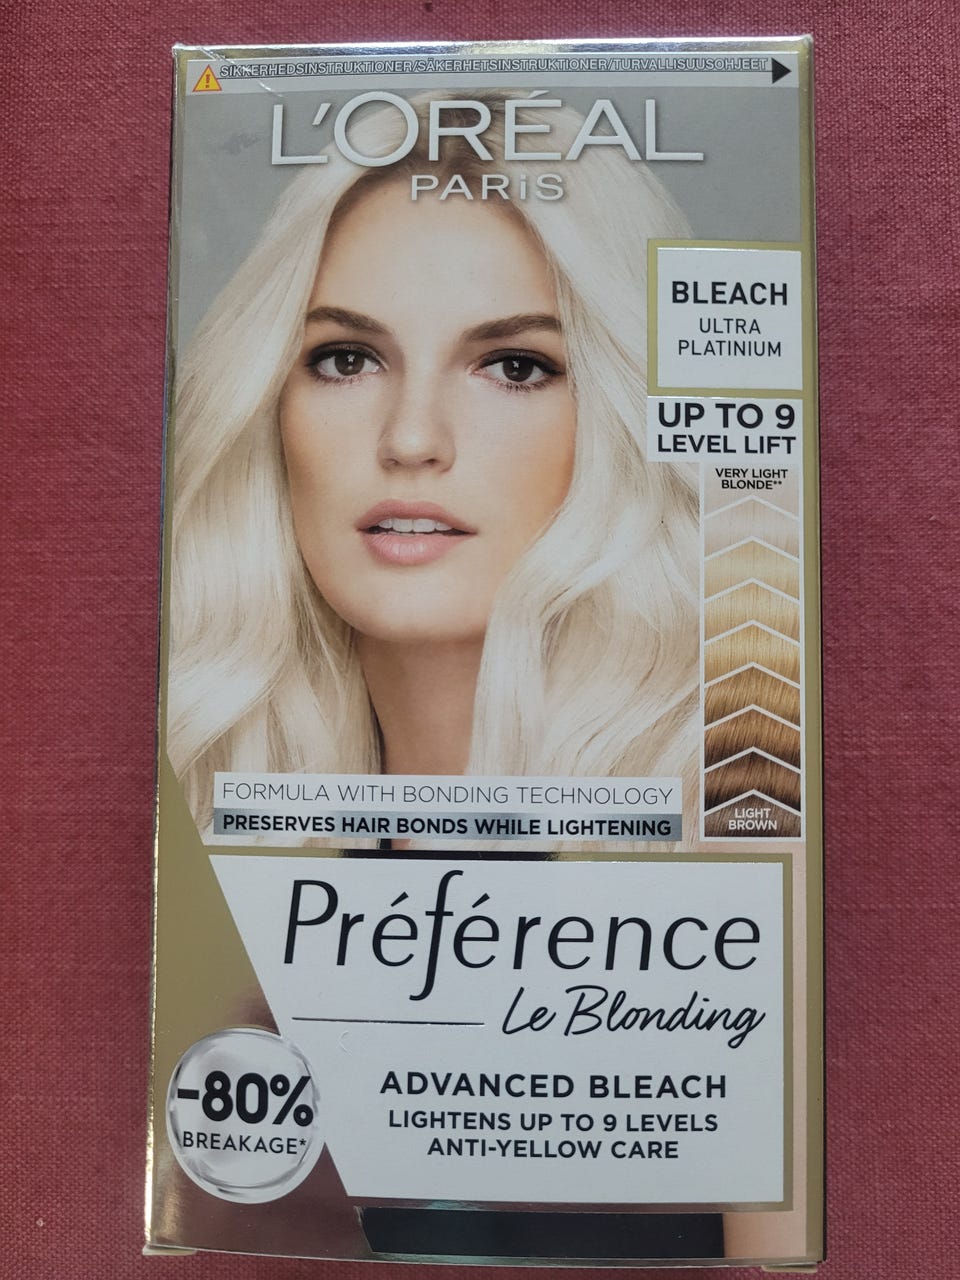 SIKKERHEDSINSTRUKTIONER/SÄKERHETSINSTRUKTIONER/TURVALLISUUSOHJEET
L'ORÉAL
PARiS
BLEACH
ULTRA
PLATINIUM
UP TO 9
LEVEL LIFT
VERY LIGHT
BLONDE**
LIGHT
BROWN
FORMULA WITH BONDING TECHNOLOGY
PRESERVES HAIR BONDS WHILE LIGHTENING
Préférence
Le Blonding
-80%
BREAKAGE*
ADVANCED BLEACH
LIGHTENS UP TO 9 LEVELS
ANTI-YELLOW CARE